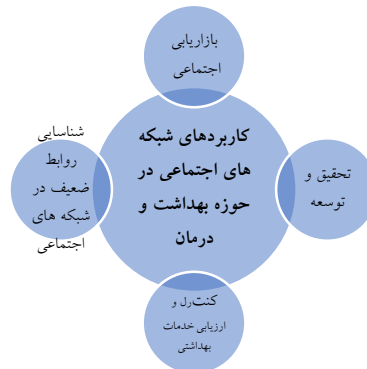 بازاریابی
اجتماعی
کاربردهای شبکه
های اجتماعی در
حوزه بهداشت و
درمان
تحقیق و
توسعه
کنترل و
ارزیابی خدمات
بهداشتی
شناسایی
روابط
ضعیف در
شبکه های
اجتماعی